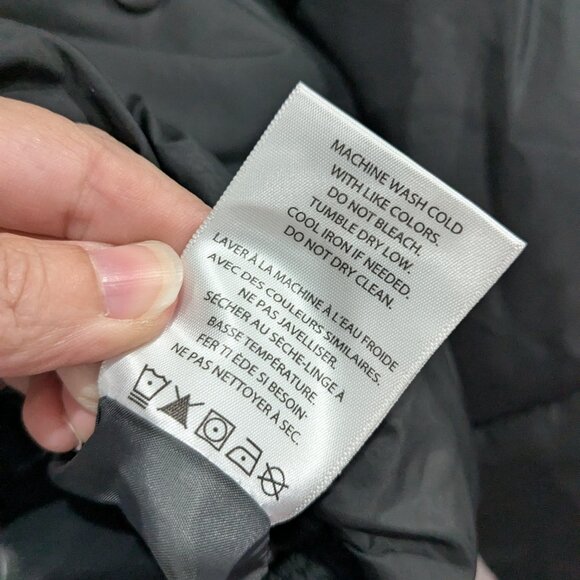 MACHINE WASH COLD
WITH LIKE COLORS.
DO NOT BLEACH.
TUMBLE DRY LOW.
COOL IRON IF NEEDED.
DO NOT DRY CLEAN.
LAVER À LA MACHINE À L'EAU FROIDE
AVEC DES COULEURS SIMILAIRES.
NE PAS JAVELLISER.
SÉCHER AU SÈCHE-LINGE A
BASSE TEMPÉRATURE.
FER TI ÈDE SI BESOIN.
NE PAS NETTOYER À SEC.